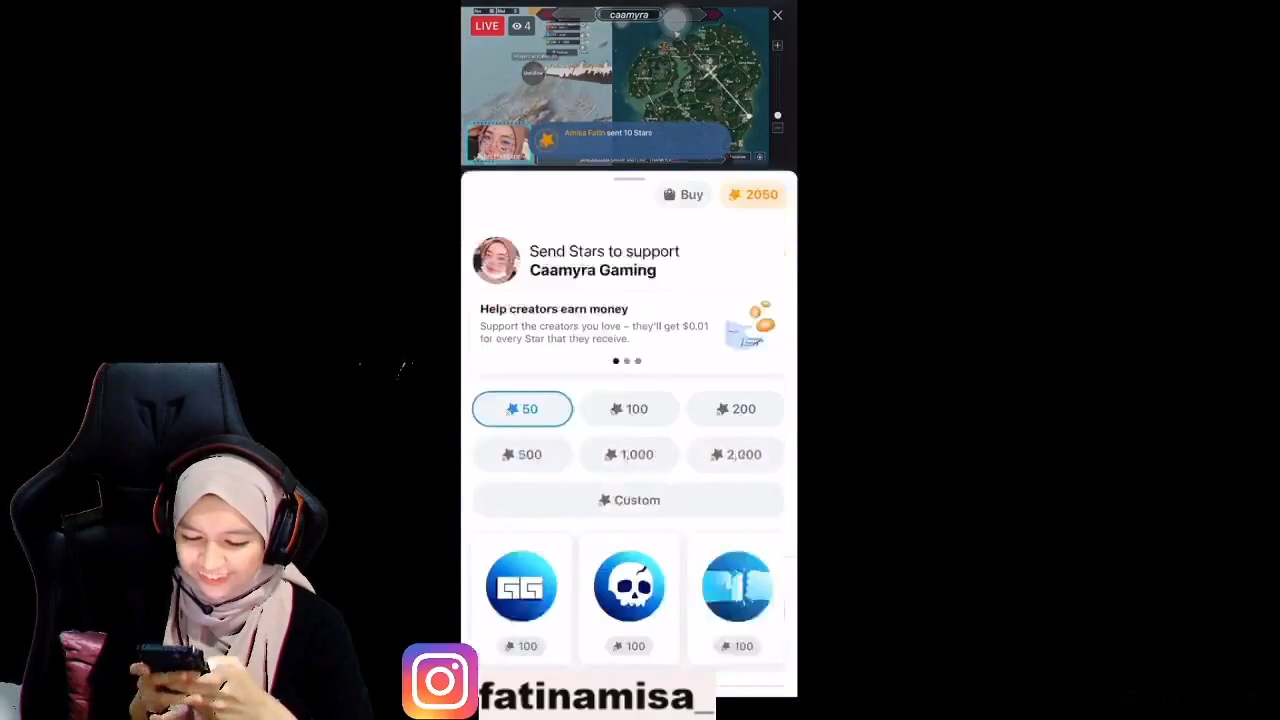 caamyra
LIVE
4
Amisa Fatin sent 10 Stars
Buy
2050
Send Stars to support
Caamyra Gaming
Help creators earn money
Support the creators you love – they'll get $0.01
for every Star that they receive.
50
100
200
500
1,000
2,000
Custom
GG
100
100
100
fatinamisa_